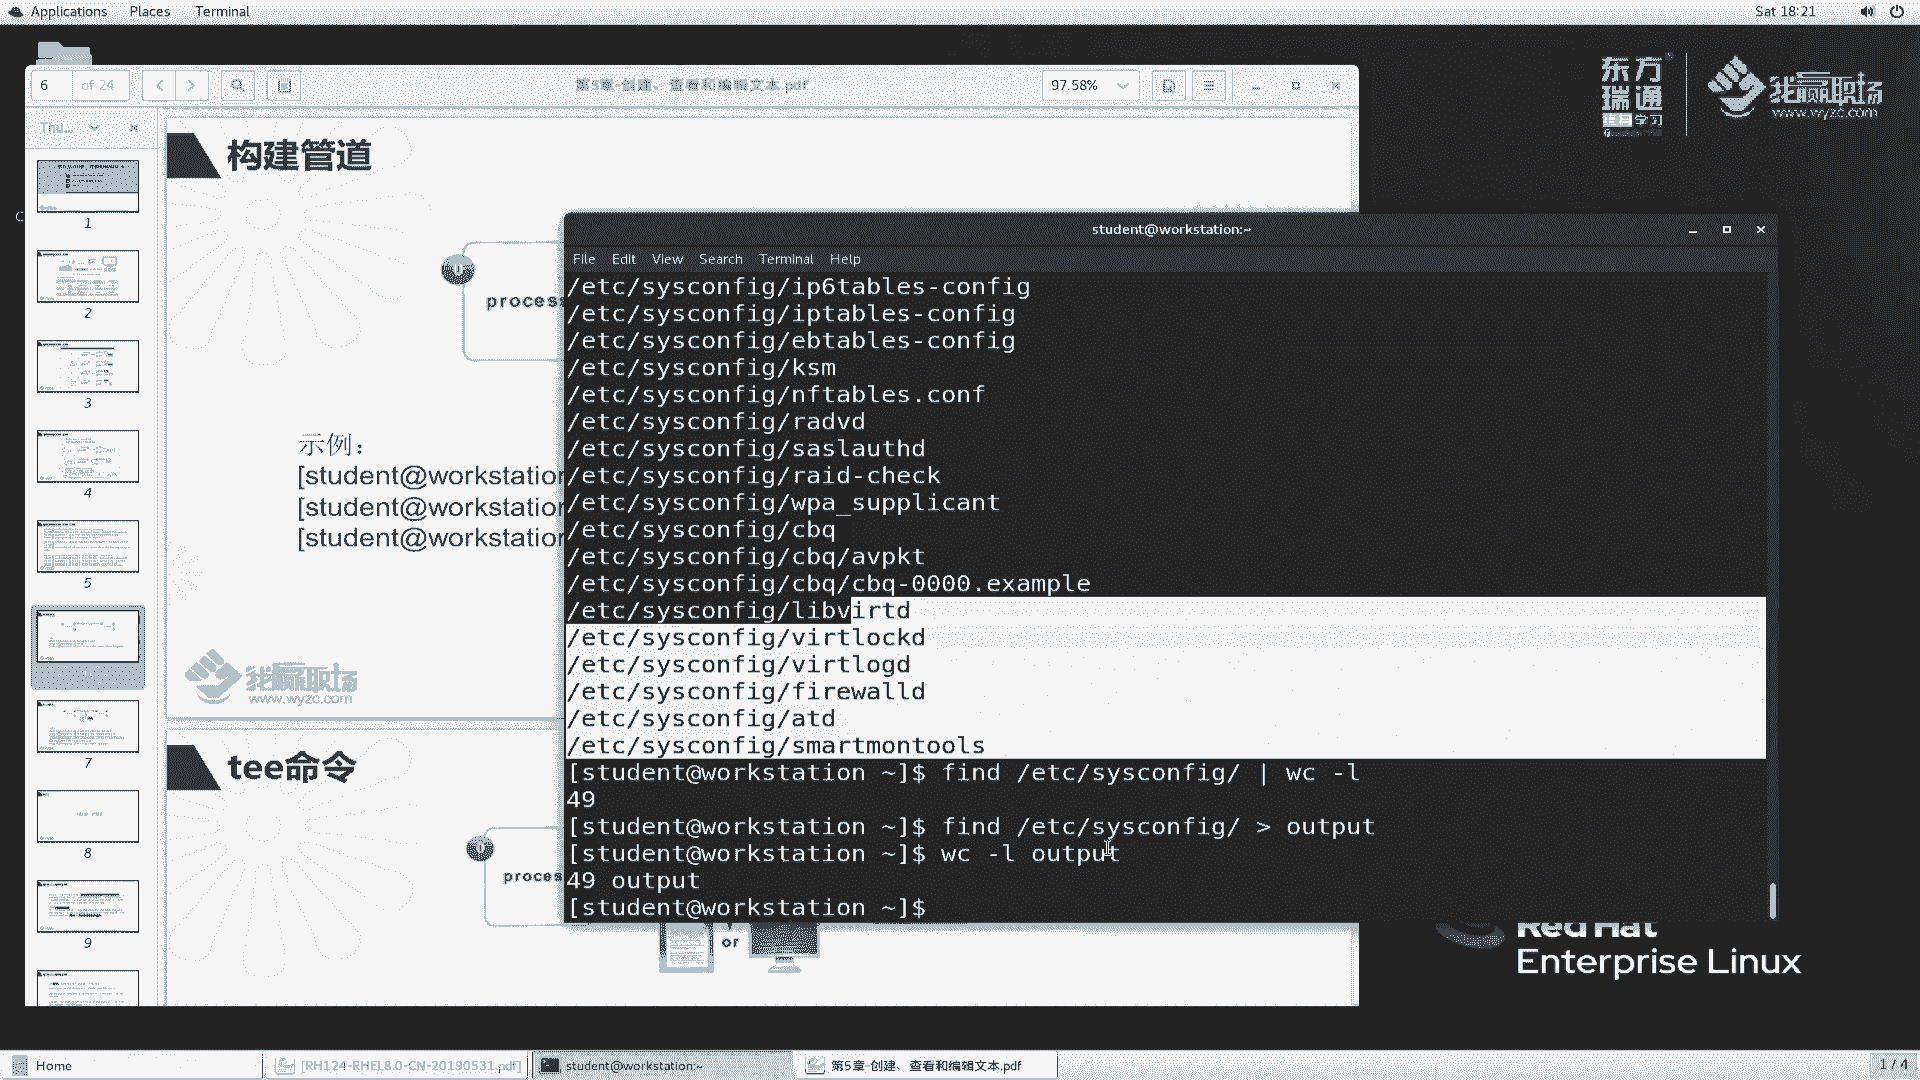 Applications Places Terminal
Sat 18:21
6 of 24
第5章-创建、查看和编辑文本.pdf
97.58%
Thu...
东方
瑞通
终身学习
我赢职场
www.wyzc.com
1
2
3
4
5
7
8
9
构建管道
process
示例：
[student@workstation
[student@workstation
[student@workstation
我赢职场
www.wyzc.com
tee命令
proces
or
student@workstation:~
File Edit View Search Terminal Help
/etc/sysconfig/ip6tables-config
/etc/sysconfig/iptables-config
/etc/sysconfig/ebtables-config
/etc/sysconfig/ksm
/etc/sysconfig/nftables.conf
/etc/sysconfig/radvd
/etc/sysconfig/saslauthd
/etc/sysconfig/raid-check
/etc/sysconfig/wpa_supplicant
/etc/sysconfig/cbq
/etc/sysconfig/cbq/avpkt
/etc/sysconfig/cbq/cbq-0000.example
/etc/sysconfig/libvirtd
/etc/sysconfig/virtlockd
/etc/sysconfig/virtlogd
/etc/sysconfig/firewalld
/etc/sysconfig/atd
/etc/sysconfig/smartmontools
[student@workstation ~]$ find /etc/sysconfig/ | wc -l
49
[student@workstation ~]$ find /etc/sysconfig/ > output
[student@workstation ~]$ wc -l output
49 output
[student@workstation ~]$
Red Hat
Enterprise Linux
Home
[RH124-RHEL8.0-CN-20190531.pdf]
student@workstation:~
第5章-创建、查看和编辑文本.pdf
1 / 4